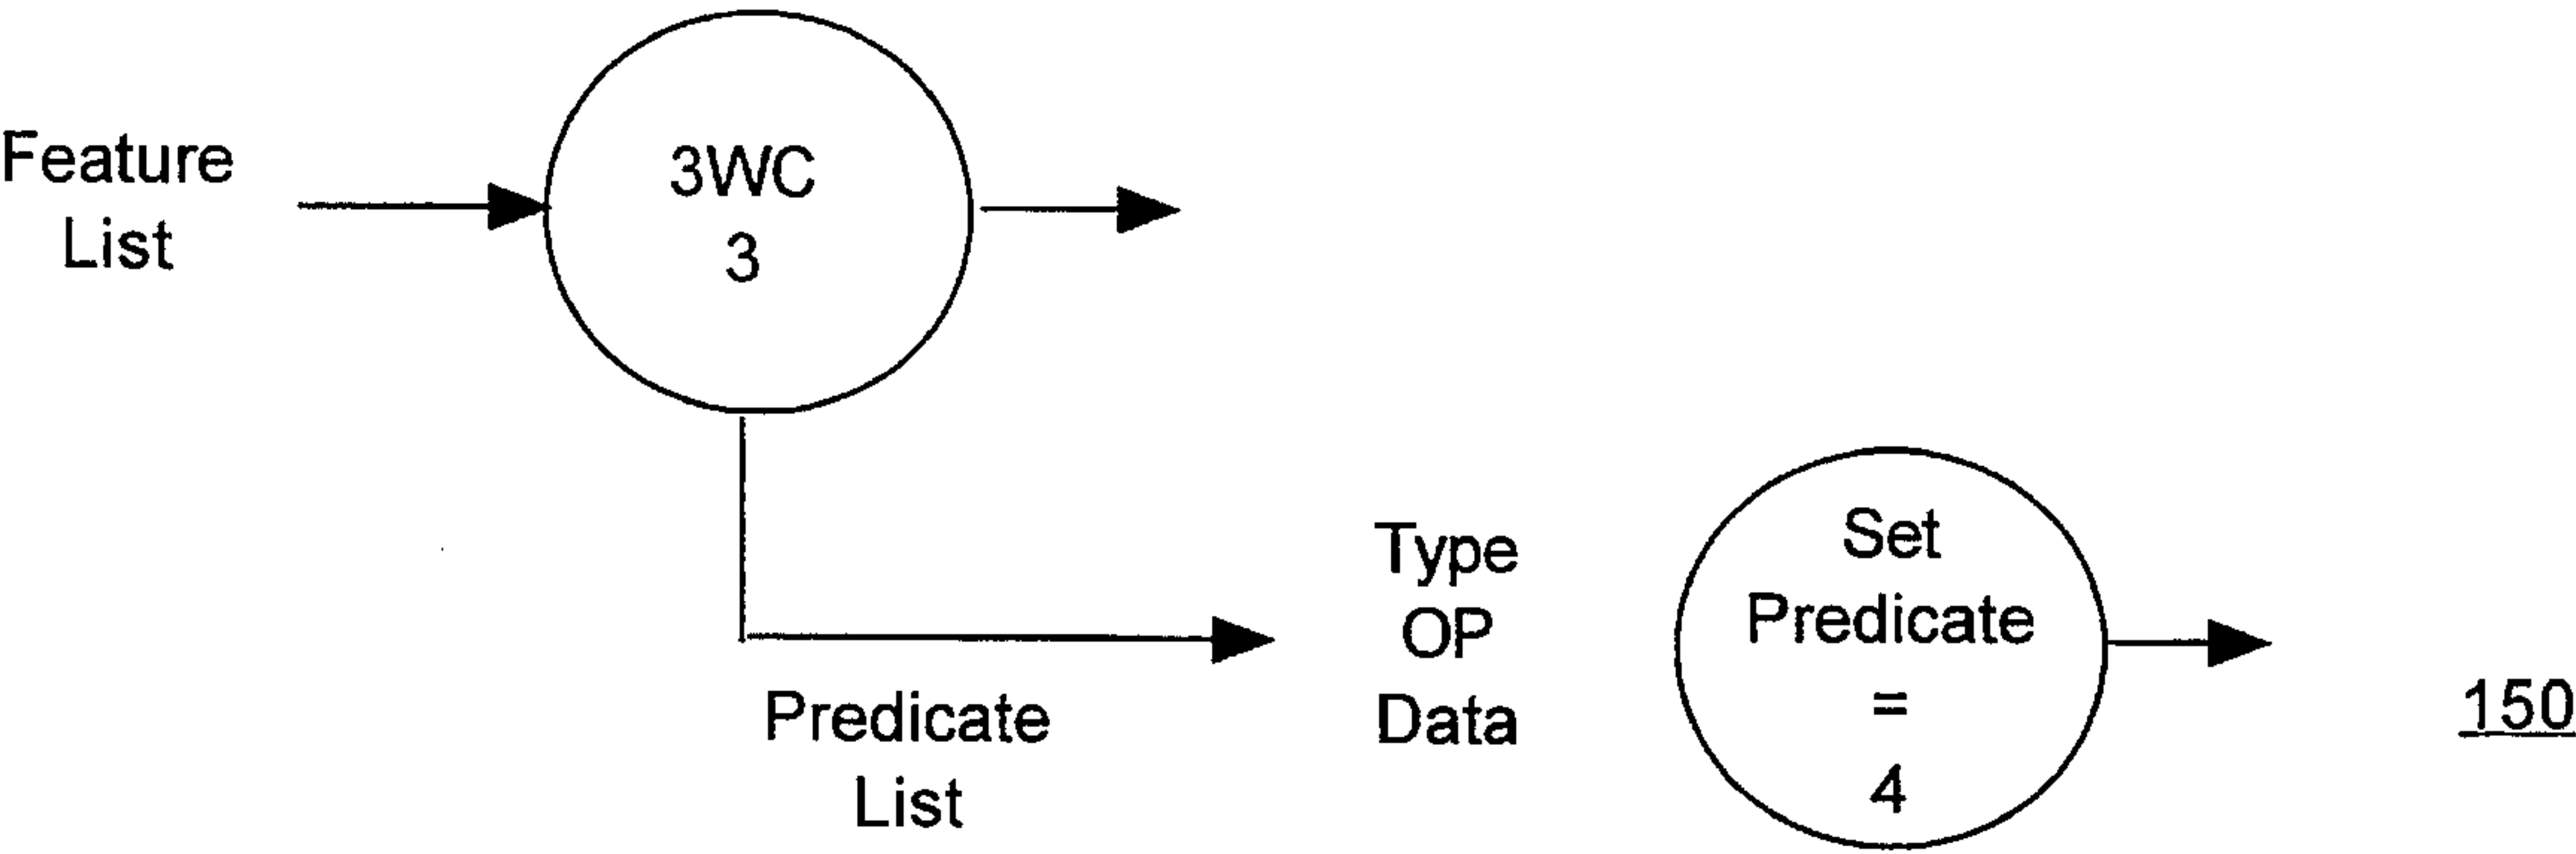 Feature
List
3WC
3
Predicate
List
Type
OP
Data
Set
Predicate
=
4
150